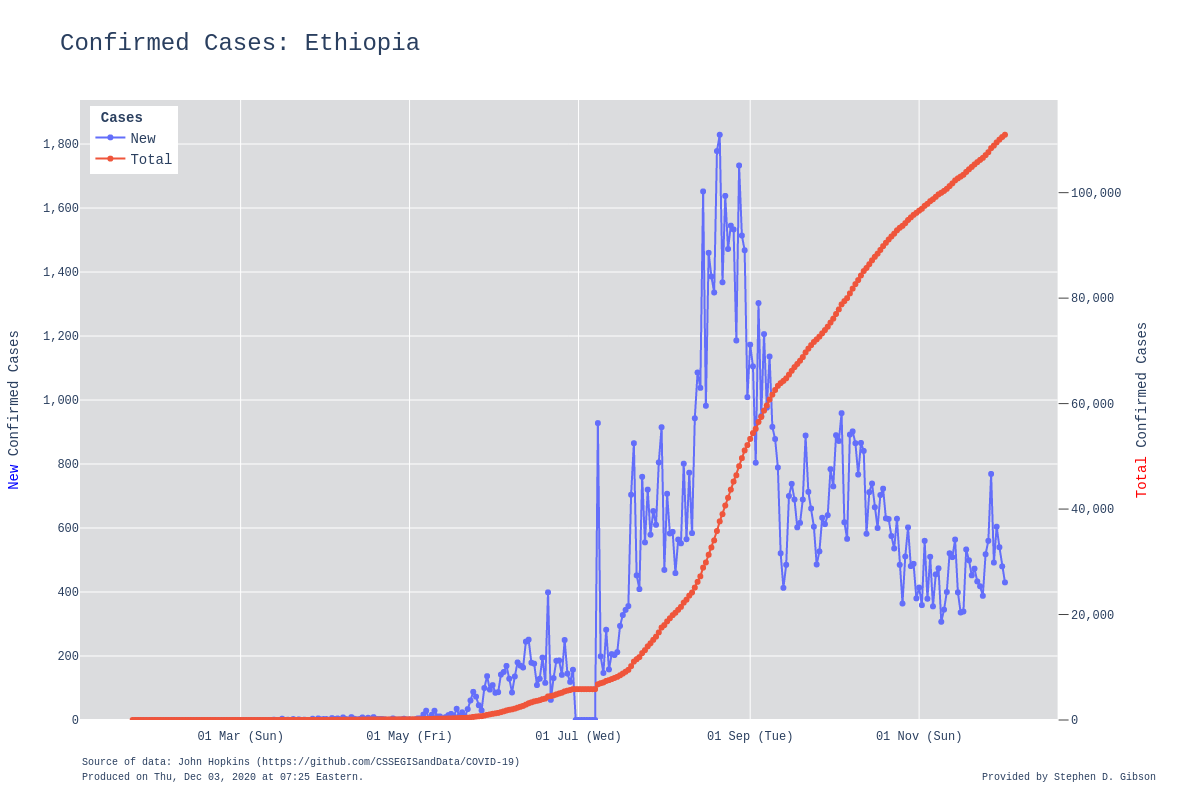 Confirmed Cases: Ethiopia
Cases
New
Total
1,800
1,600
1,400
1,200
1,000
800
600
400
200
0
100,000
80,000
60,000
40,000
20,000
0
New Confirmed Cases
Total Confirmed Cases
01 Mar (Sun)
01 May (Fri)
01 Jul (Wed)
01 Sep (Tue)
01 Nov (Sun)
Source of data: John Hopkins (https://github.com/CSSEGISandData/COVID-19)
Produced on Thu, Dec 03, 2020 at 07:25 Eastern.
Provided by Stephen D. Gibson